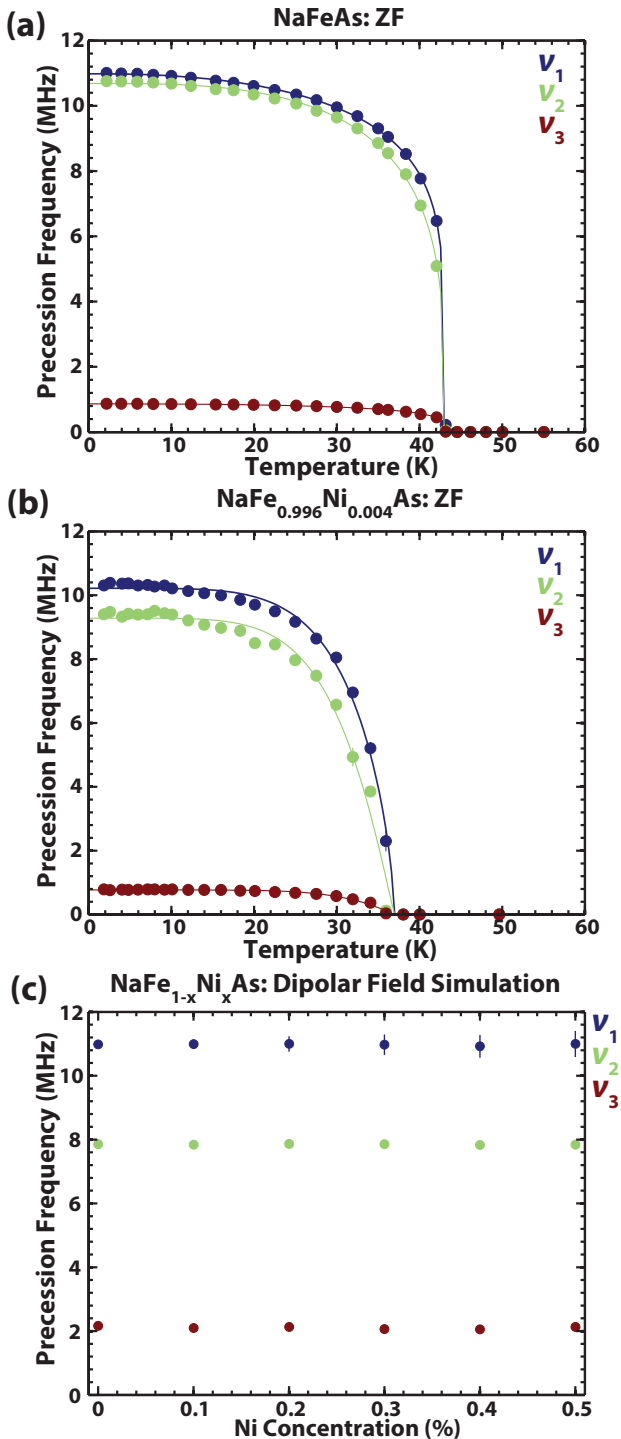 (a)
NaFeAs: ZF
12
10
8
6
4
2
0
Precession Frequency (MHz)
ν1
ν2
ν3
0 10 20 30 40 50 60
Temperature (K)
(b)
NaFe0.996Ni0.004As: ZF
12
10
8
6
4
2
0
Precession Frequency (MHz)
ν1
ν2
ν3
0 10 20 30 40 50 60
Temperature (K)
(c)
NaFe1-xNixAs: Dipolar Field Simulation
12
10
8
6
4
2
0
Precession Frequency (MHz)
ν1
ν2
ν3
0 0.1 0.2 0.3 0.4 0.5
Ni Concentration (%)